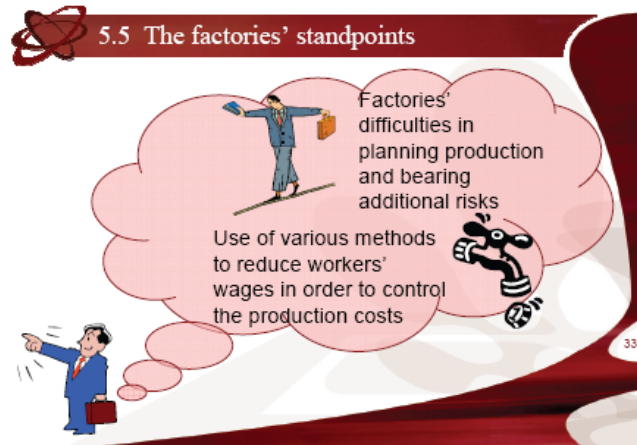 5.5 The factories’ standpoints
Factories’
difficulties in
planning production
and bearing
additional risks
Use of various methods
to reduce workers’
wages in order to control
the production costs
33